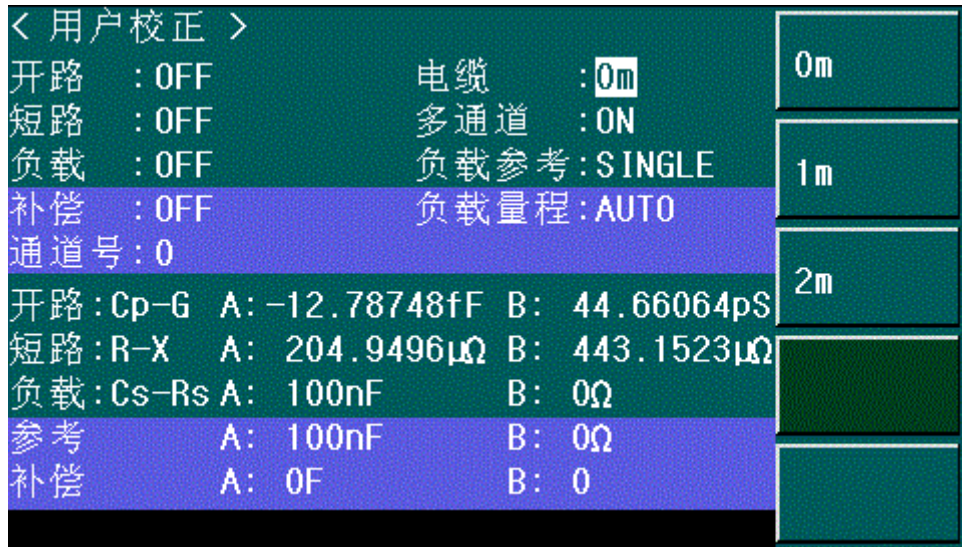 < 用户校正 >
开路 :OFF 电缆 :0m
短路 :OFF 多通道 :ON
负载 :OFF 负载参考:SINGLE
补偿 :OFF 负载量程:AUTO
通道号:0
开路:Cp-G A:-12.78748fF B: 44.66064pS
短路:R-X A: 204.9496μΩ B: 443.1523μΩ
负载:Cs-Rs A: 100nF B: 0Ω
参考 A: 100nF B: 0Ω
补偿 A: 0F B: 0
0m
1m
2m